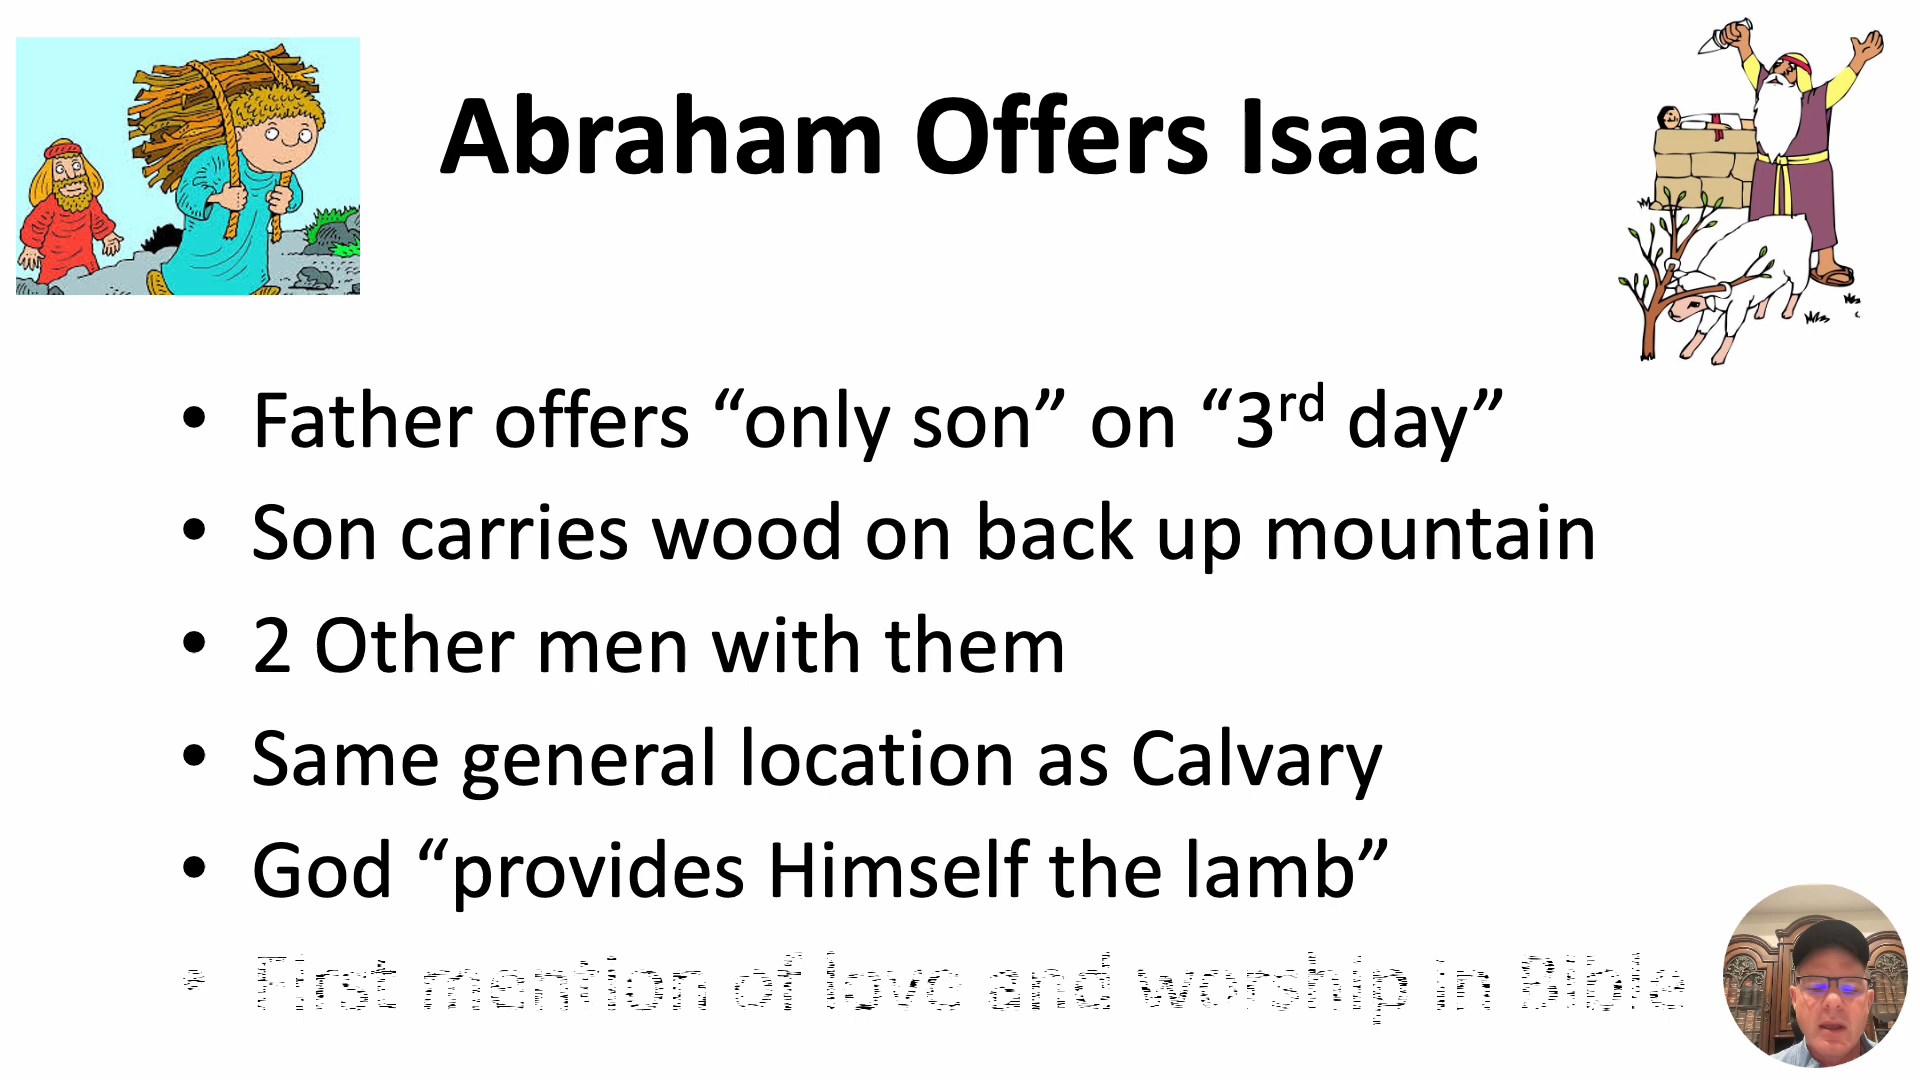 Abraham Offers Isaac
• Father offers “only son” on “3rd day”
• Son carries wood on back up mountain
• 2 Other men with them
• Same general location as Calvary
• God “provides Himself the lamb”
• First mention of love and worship in Bible